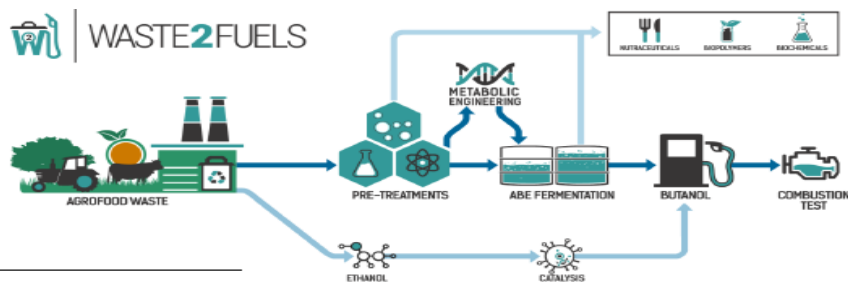 WASTE2FUELS
NUTRACEUTICALS
BIOPOLYMERS
BIOCHEMICALS
METABOLIC
ENGINEERING
AGROFOOD WASTE
PRE-TREATMENTS
ABE FERMENTATION
BUTANOL
COMBUSTION
TEST
ETHANOL
CATALYSIS